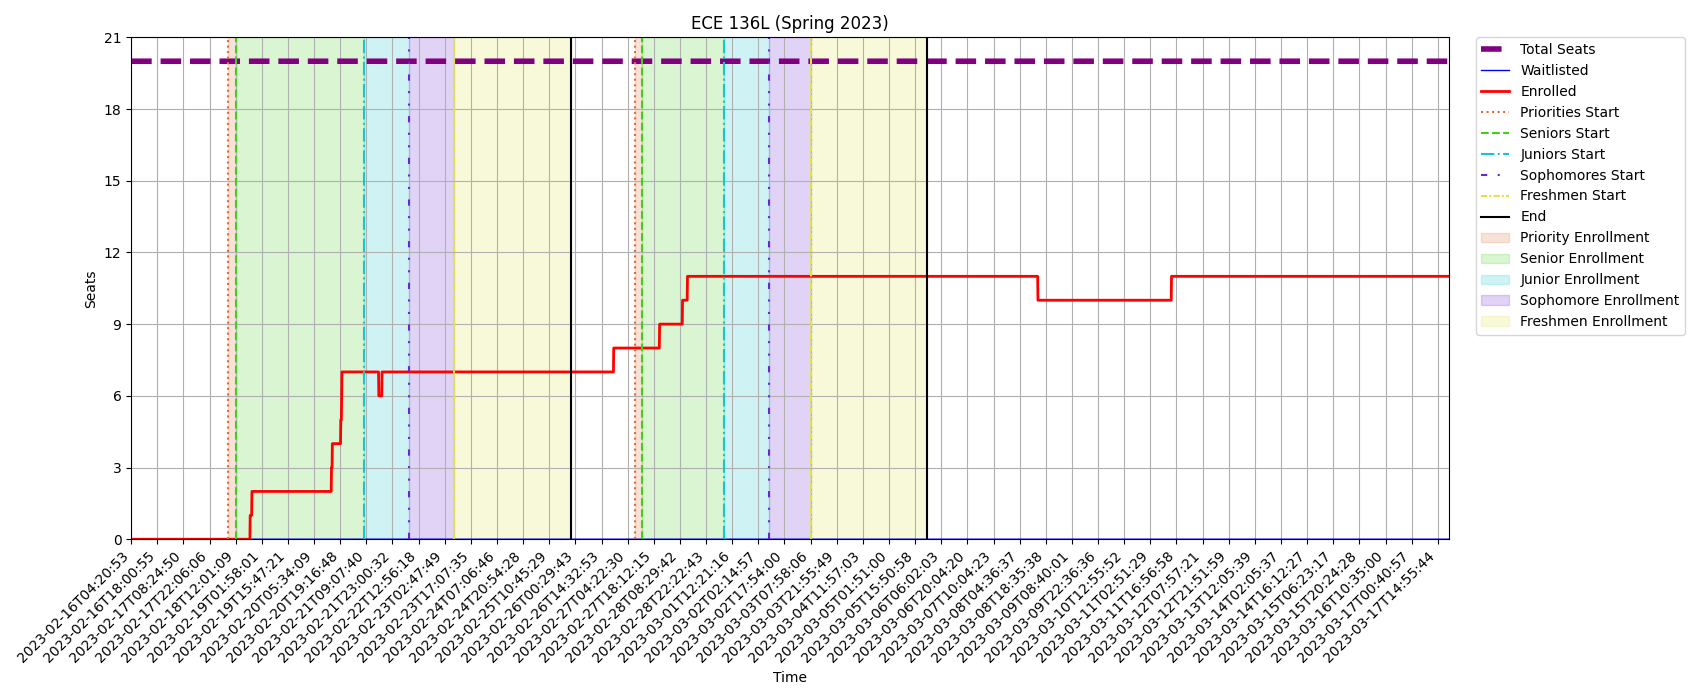 ECE 136L (Spring 2023)
21
18
15
12
9
6
3
0
Seats
2023-02-16T04:20:53
2023-02-16T18:00:55
2023-02-17T08:24:50
2023-02-17T22:06:06
2023-02-18T12:01:09
2023-02-19T01:58:01
2023-02-19T15:47:21
2023-02-20T05:34:09
2023-02-20T19:16:48
2023-02-21T09:07:40
2023-02-21T23:00:32
2023-02-22T12:56:18
2023-02-23T02:47:49
2023-02-23T17:07:35
2023-02-24T07:06:46
2023-02-24T20:54:28
2023-02-25T10:45:29
2023-02-26T00:29:43
2023-02-26T14:32:53
2023-02-27T04:22:30
2023-02-27T18:12:15
2023-02-28T08:29:42
2023-02-28T22:22:43
2023-03-01T12:21:16
2023-03-02T02:14:57
2023-03-02T17:54:00
2023-03-03T07:58:06
2023-03-03T21:55:49
2023-03-04T11:57:03
2023-03-05T01:51:00
2023-03-05T15:50:58
2023-03-06T06:02:03
2023-03-06T20:04:20
2023-03-07T10:04:23
2023-03-08T04:36:37
2023-03-08T18:35:38
2023-03-09T08:40:01
2023-03-09T22:36:36
2023-03-10T12:55:52
2023-03-11T02:51:29
2023-03-11T16:56:58
2023-03-12T07:57:21
2023-03-12T21:51:59
2023-03-13T12:05:39
2023-03-14T02:05:37
2023-03-14T16:12:27
2023-03-15T06:23:17
2023-03-15T20:24:28
2023-03-16T10:35:00
2023-03-17T00:40:57
2023-03-17T14:55:44
Time
Total Seats
Waitlisted
Enrolled
Priorities Start
Seniors Start
Juniors Start
Sophomores Start
Freshmen Start
End
Priority Enrollment
Senior Enrollment
Junior Enrollment
Sophomore Enrollment
Freshmen Enrollment